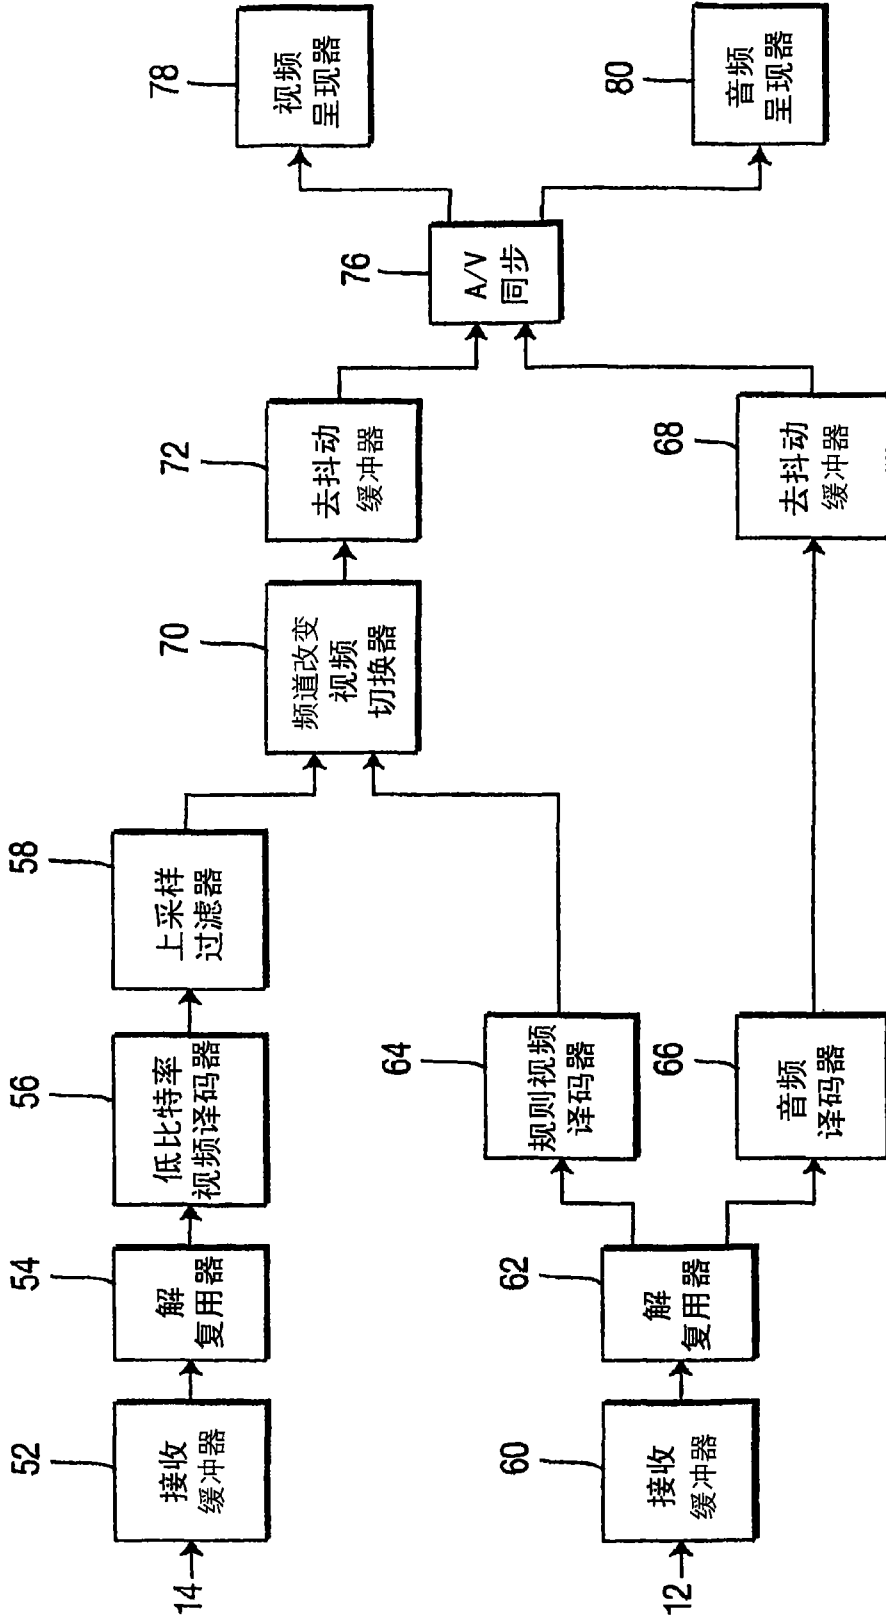 14
52
接收
缓冲器
54
解
复用器
56
低比特率
视频译码器
58
上采样
过滤器
70
频道改变
视频
切换器
72
去抖动
缓冲器
76
A/V
同步
78
视频
呈现器
80
音频
呈现器
12
60
接收
缓冲器
62
解
复用器
64
规则视频
译码器
66
音频
译码器
68
去抖动
缓冲器